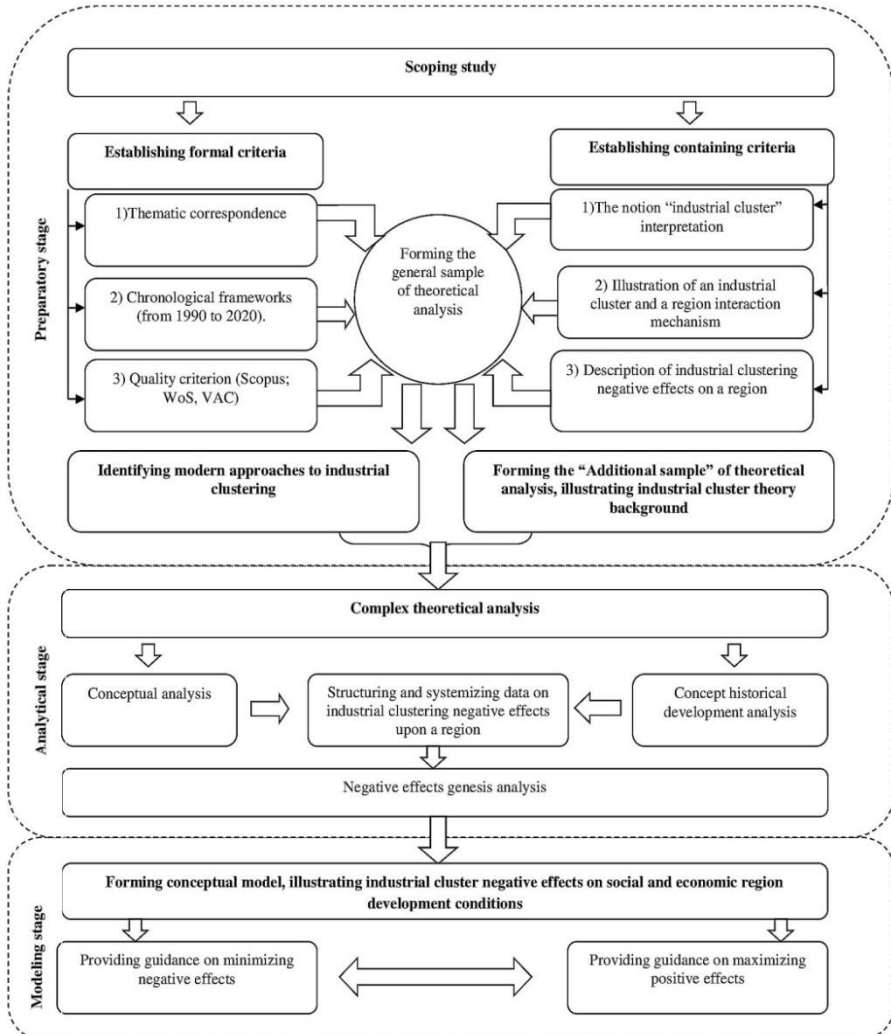 Scoping study
Preparatory stage
Establishing formal criteria
1)Thematic correspondence
2) Chronological frameworks
(from 1990 to 2020).
3) Quality criterion (Scopus;
WoS, VAC)
Forming the
general sample
of theoretical
analysis
Establishing containing criteria
1)The notion “industrial cluster”
interpretation
2) Illustration of an industrial
cluster and a region interaction
mechanism
3) Description of industrial clustering
negative effects on a region
Identifying modern approaches to industrial
clustering
Forming the “Additional sample” of theoretical
analysis, illustrating industrial cluster theory
background
Analytical stage
Complex theoretical analysis
Conceptual analysis
Structuring and systemizing data on
industrial clustering negative effects
upon a region
Concept historical
development analysis
Negative effects genesis analysis
Modeling stage
Forming conceptual model, illustrating industrial cluster negative effects on social and economic region
development conditions
Providing guidance on minimizing
negative effects
Providing guidance on maximizing
positive effects